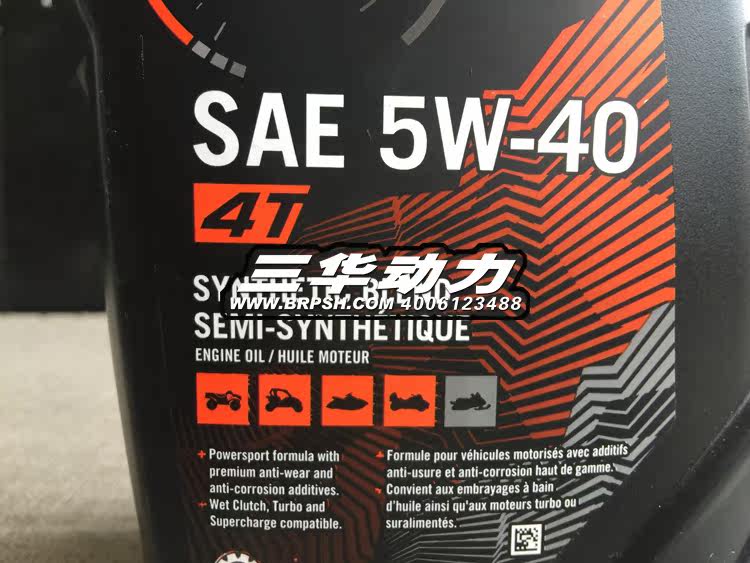 SAE 5W-40
4T
三华动力
WWW.BRPSH.COM 4006123488
SEMI-SYNTHÉTIQUE
ENGINE OIL / HUILE MOTEUR
+ Powersport formula with
premium anti-wear and
anti-corrosion additives.
+ Wet Clutch, Turbo and
Supercharge compatible.
+ Formule pour véhicules motorisés avec additifs
anti-usure et anti-corrosion haut de gamme.
+ Convient aux embrayages à bain
d'huile ainsi qu'aux moteurs turbo ou
suralimentés.